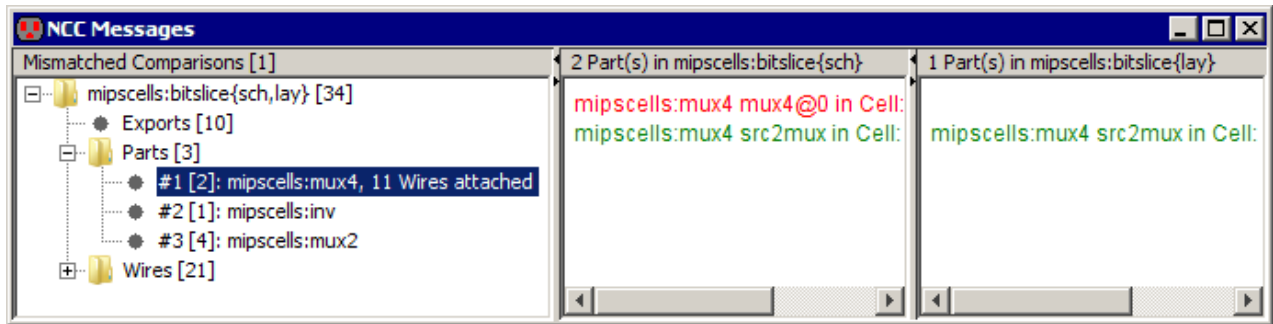 NCC Messages
Mismatched Comparisons [1]
2 Part(s) in mipscells:bitslice{sch}
1 Part(s) in mipscells:bitslice{lay}
mipscells:bitslice{sch,lay} [34]
Exports [10]
Parts [3]
#1 [2]: mipscells:mux4, 11 Wires attached
#2 [1]: mipscells:inv
#3 [4]: mipscells:mux2
Wires [21]
mipscells:mux4 mux4@0 in Cell:
mipscells:mux4 src2mux in Cell:
mipscells:mux4 src2mux in Cell: